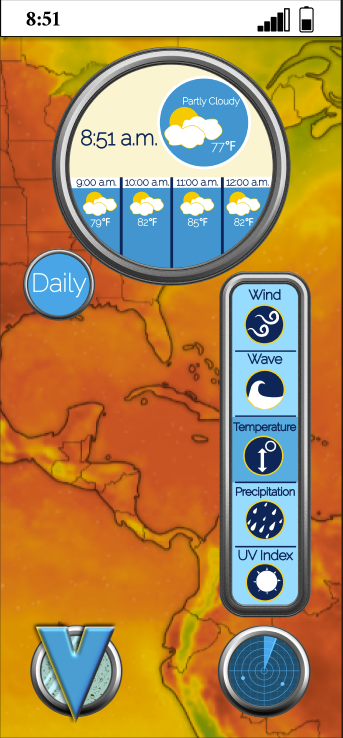 8:51
Partly Cloudy
8:51 a.m.
77°F
9:00 a.m. 10:00 a.m. 11:00 a.m. 12:00 a.m.
79°F 82°F 85°F 82°F
Daily
Wind
Wave
Temperature
Precipitation
UV Index
V